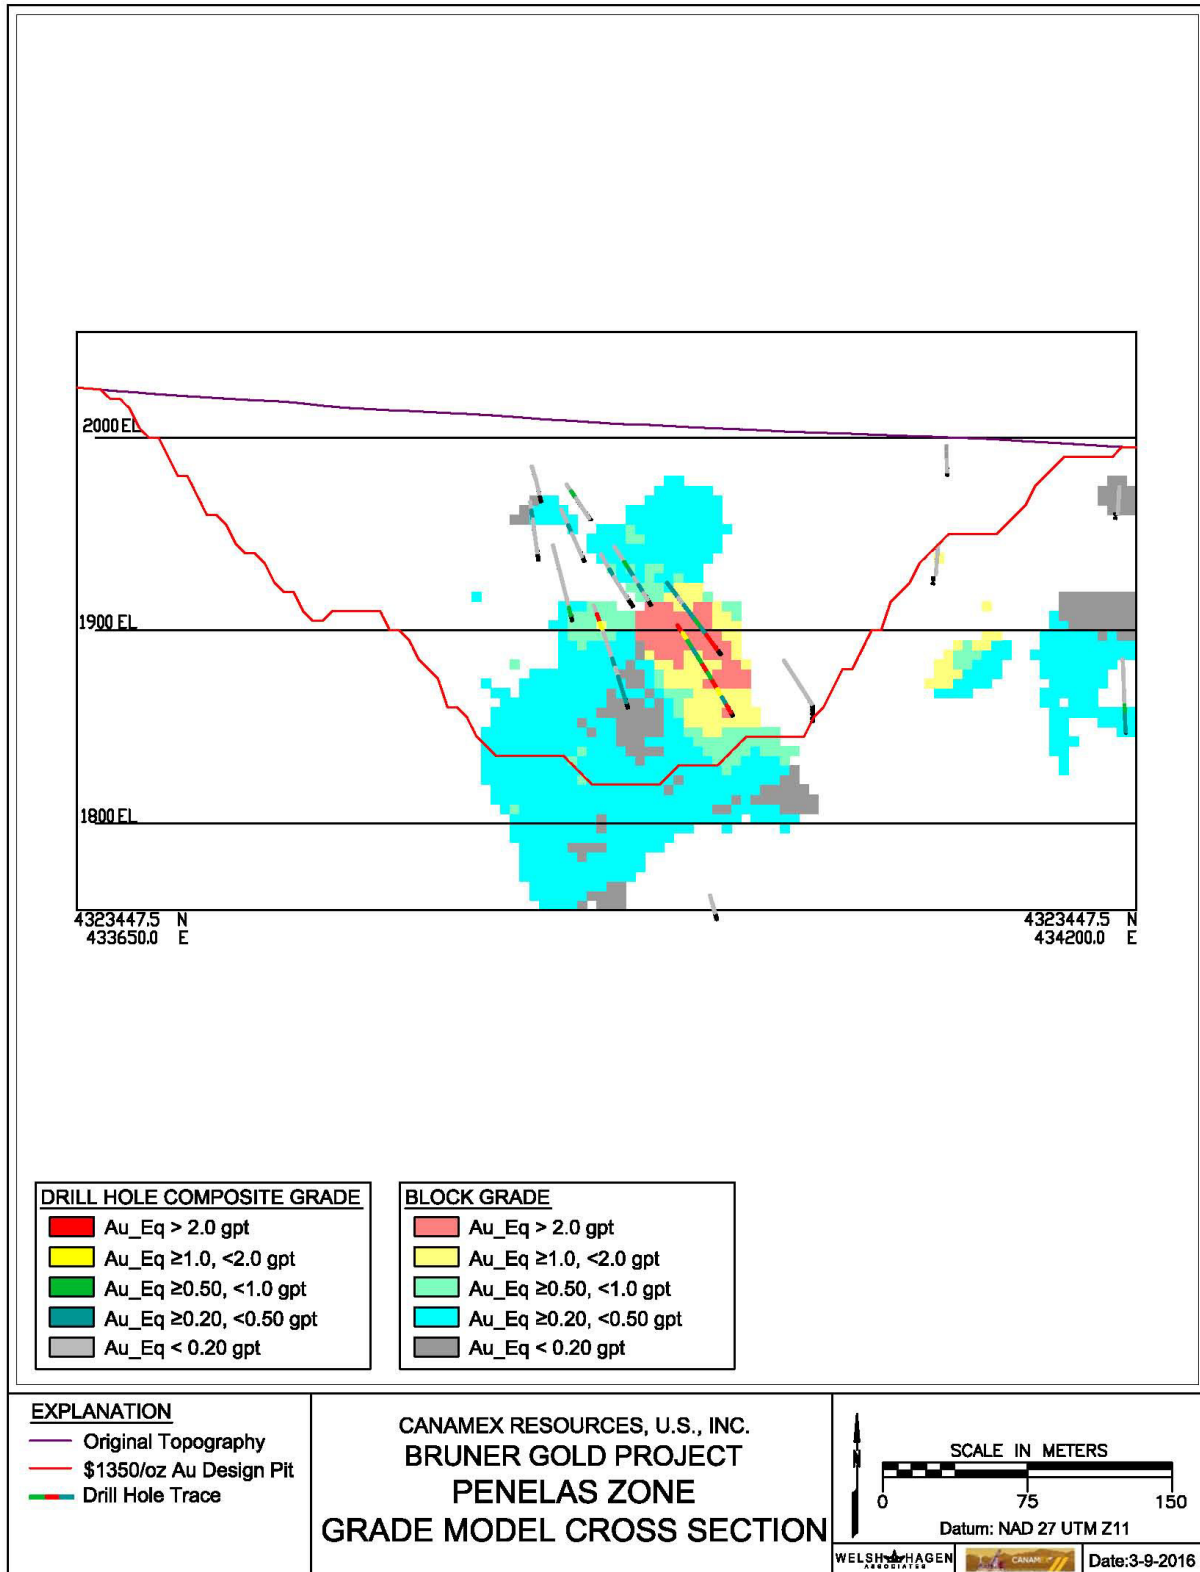 2000 EL
1900 EL
1800 EL
4323447.5 N
433650.0 E
4323447.5 N
434200.0 E
DRILL HOLE COMPOSITE GRADE
Au_Eq > 2.0 gpt
Au_Eq ≥1.0, <2.0 gpt
Au_Eq ≥0.50, <1.0 gpt
Au_Eq ≥0.20, <0.50 gpt
Au_Eq < 0.20 gpt
BLOCK GRADE
Au_Eq > 2.0 gpt
Au_Eq ≥1.0, <2.0 gpt
Au_Eq ≥0.50, <1.0 gpt
Au_Eq ≥0.20, <0.50 gpt
Au_Eq < 0.20 gpt
EXPLANATION
Original Topography
$1350/oz Au Design Pit
Drill Hole Trace
CANAMEX RESOURCES, U.S., INC.
BRUNER GOLD PROJECT
PENELAS ZONE
GRADE MODEL CROSS SECTION
N
SCALE IN METERS
0 75 150
Datum: NAD 27 UTM Z11
WELSH HAGEN
ASSOCIATES
CANAMEX
Date:3-9-2016